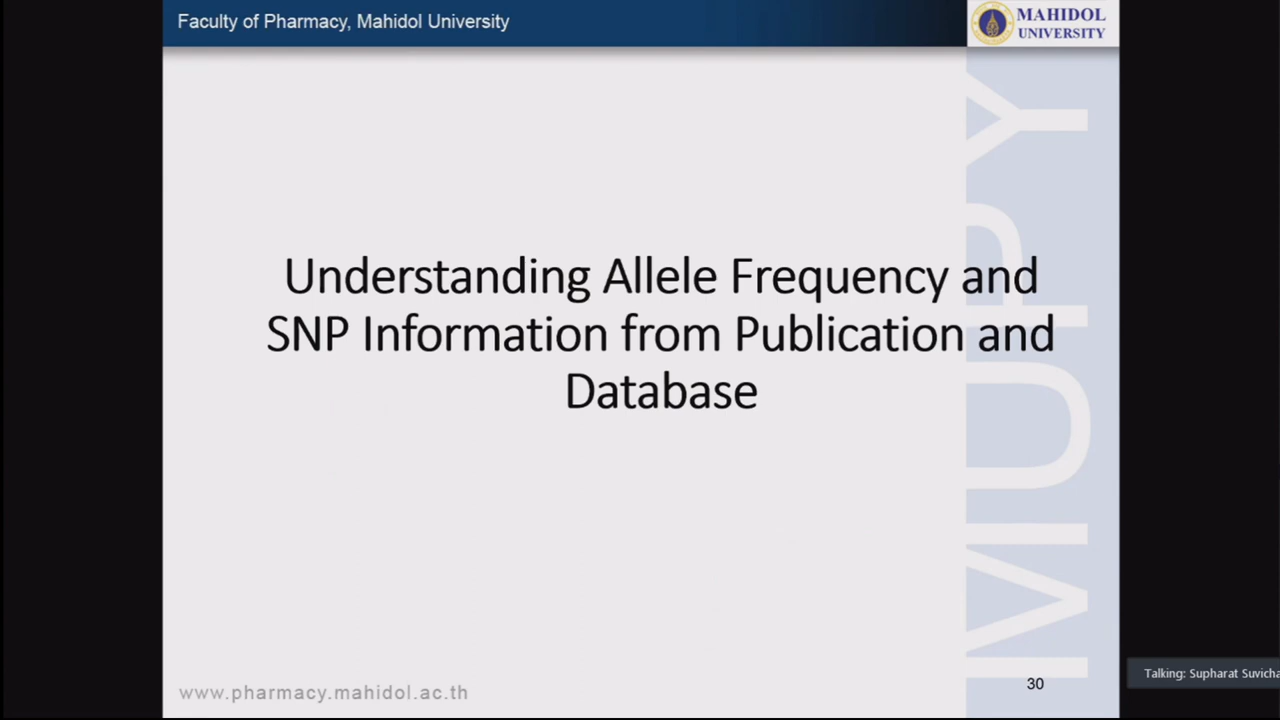 Faculty of Pharmacy, Mahidol University
MAHIDOL
UNIVERSITY
Understanding Allele Frequency and
SNP Information from Publication and
Database
MUPY
www.pharmacy.mahidol.ac.th
30
Talking: Supharat